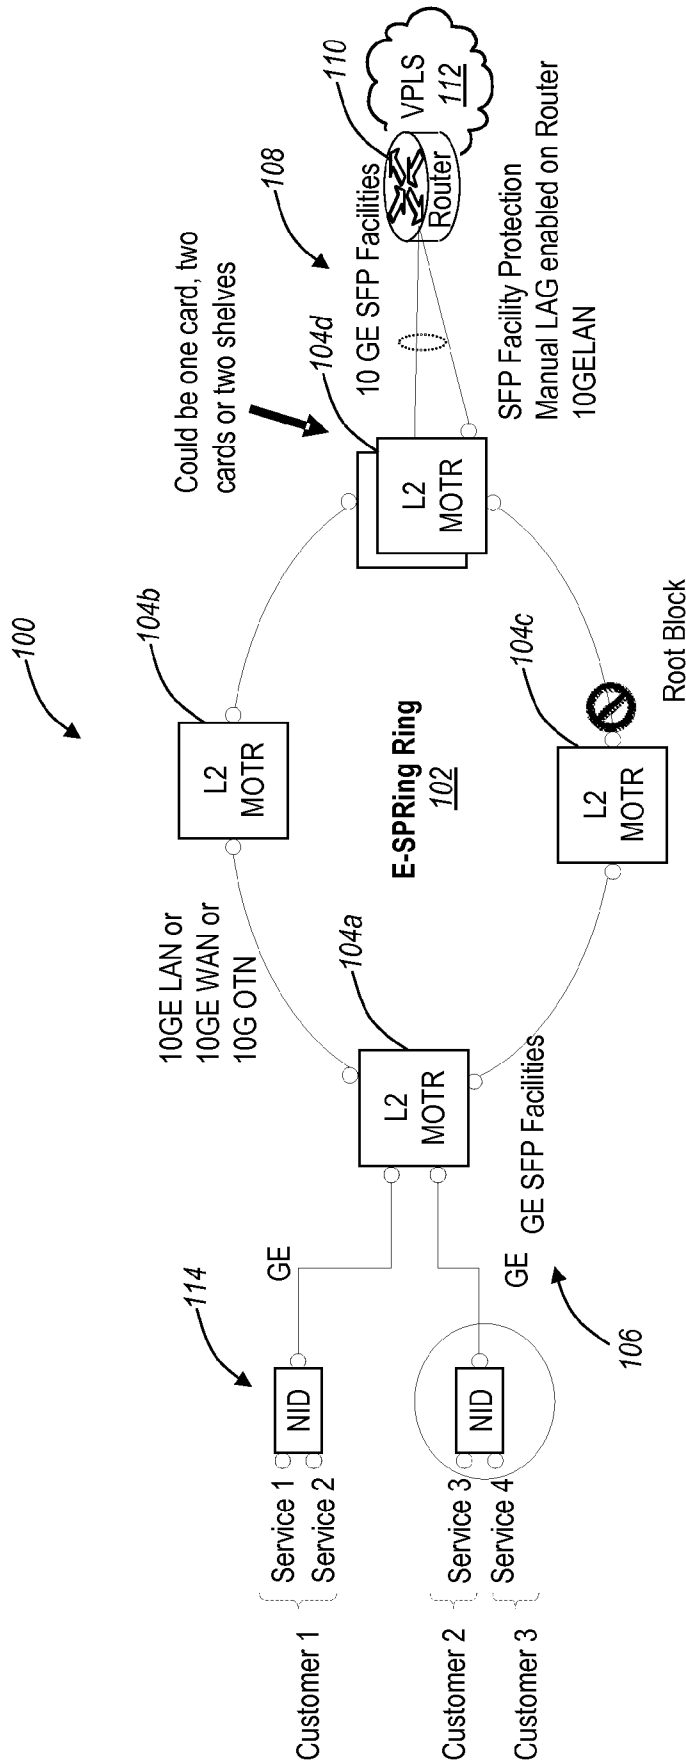 100
Could be one card, two
cards or two shelves
108
110
10GE LAN or
10GE WAN or
10G OTN
104b
L2
MOTR
104d
10 GE SFP Facilities
VPLS
112
Router
114
GE
104a
L2
MOTR
E-SPRing Ring
102
L2
MOTR
SFP Facility Protection
Manual LAG enabled on Router
10GELAN
Customer 1
Service 1
Service 2
NID
Customer 2
Service 3
NID
Customer 3
Service 4
GE
GE SFP Facilities
106
104c
L2
MOTR
Root Block